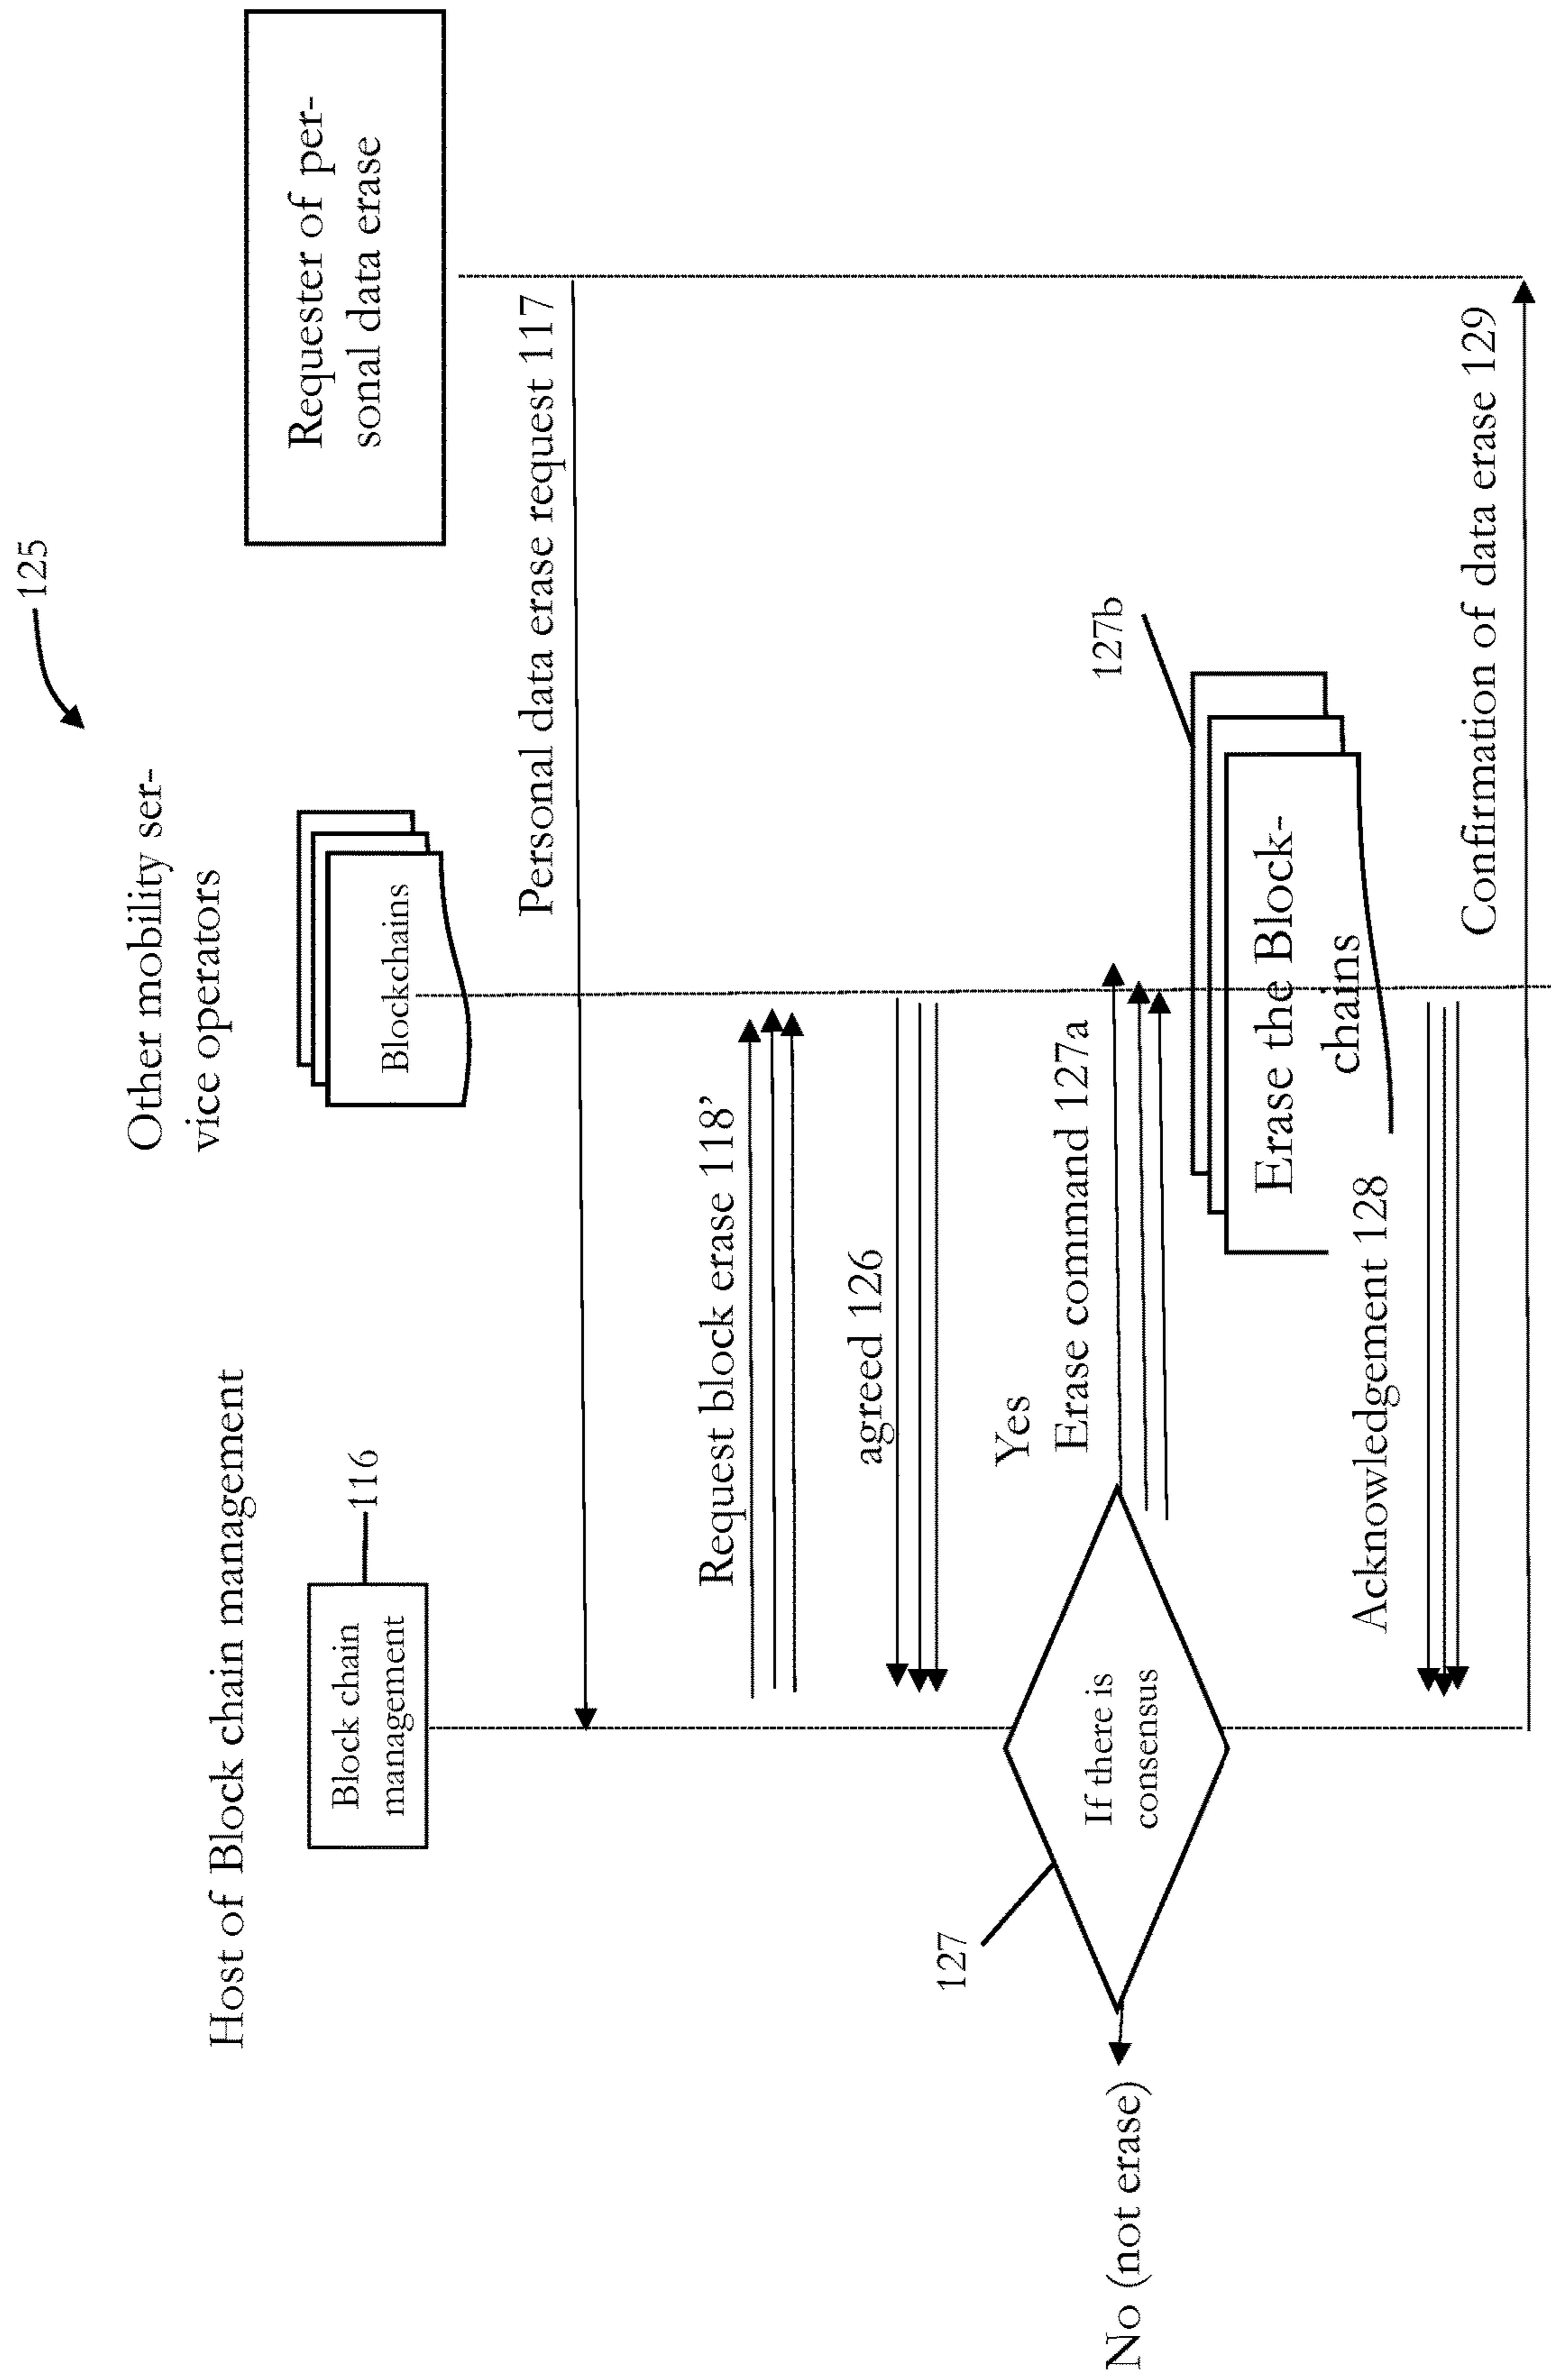 125
Host of Block chain management
Other mobility ser-
vice operators
Block chain
management
116
Blockchains
Requester of per-
sonal data erase
Personal data erase request 117
Request block erase 118’
agreed 126
127
If there is
consensus
Yes
Erase command 127a
No (not erase)
127b
Erase the Block-
chains
Acknowledgement 128
Confirmation of data erase 129